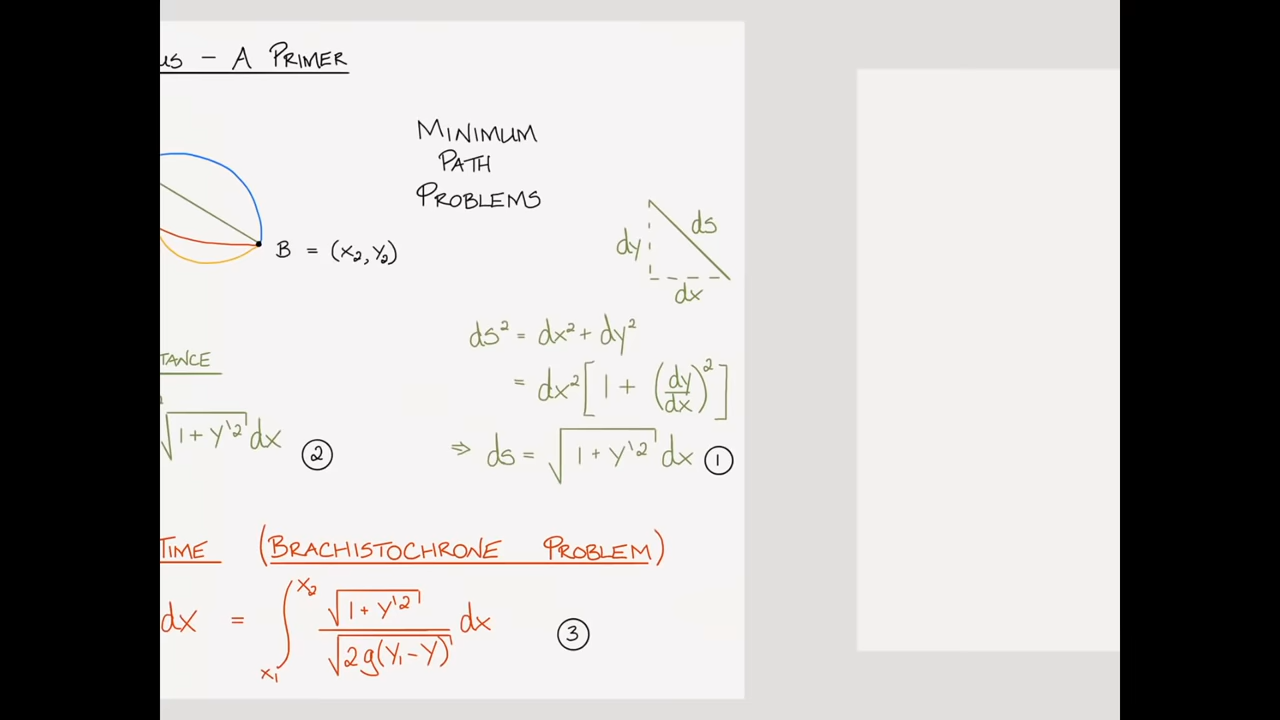 us - A PRIMER
MINIMUM
PATH
PROBLEMS
B = (x₂, y₂)
ds
dy
dx
ds² = dx² + dy²
= dx² [1 + (dy/dx)²]
⇒ ds = √(1 + y'²) dx ①
TANCE
√(1 + y'²) dx ②
TIME (BRACHISTOCHRONE PROBLEM)
dx = ∫ₓ₁ˣ² √(1 + y'²) / √(2g(y₁ - y)) dx ③